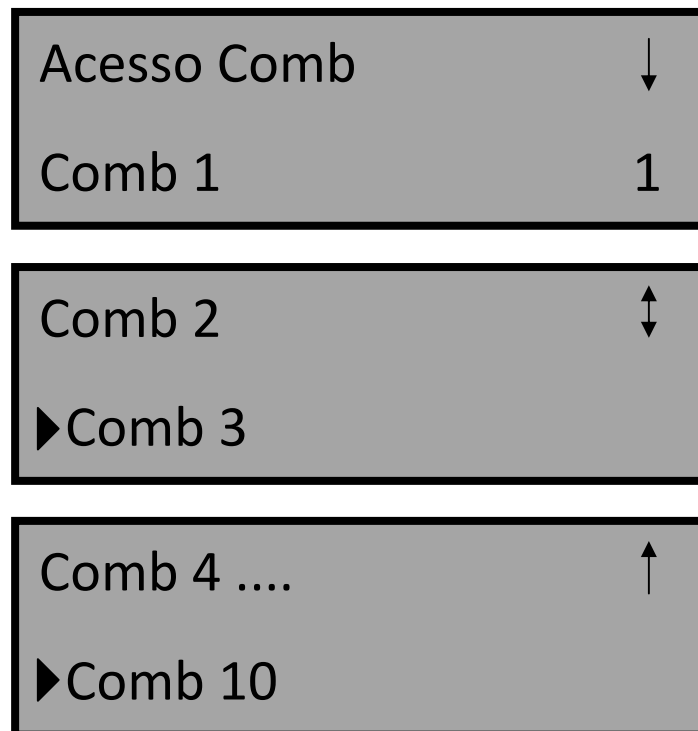 Acesso Comb ↓
Comb 1 1
Comb 2 ↕
▶Comb 3
Comb 4 .... ↑
▶Comb 10